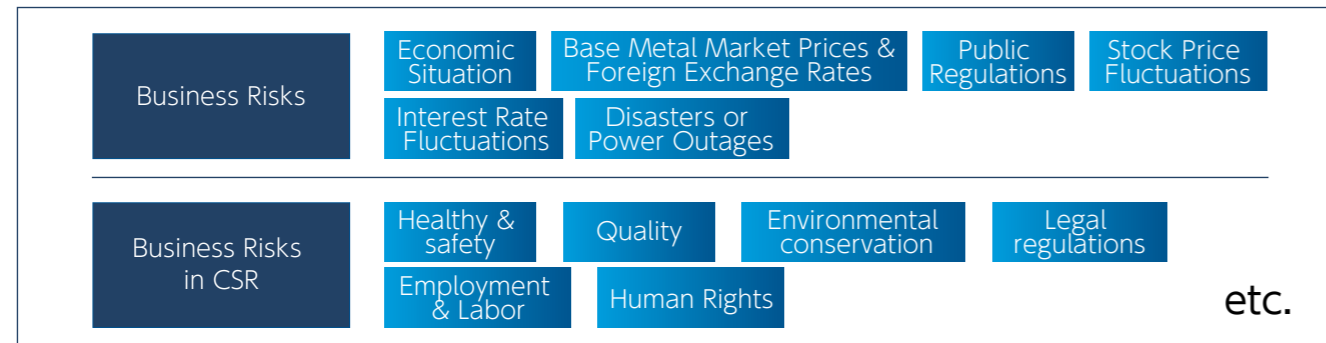 Business Risks
Economic
Situation
Base Metal Market Prices &
Foreign Exchange Rates
Public
Regulations
Stock Price
Fluctuations
Interest Rate
Fluctuations
Disasters or
Power Outages
Business Risks
in CSR
Healthy &
safety
Quality
Environmental
conservation
Legal
regulations
Employment
& Labor
Human Rights
etc.